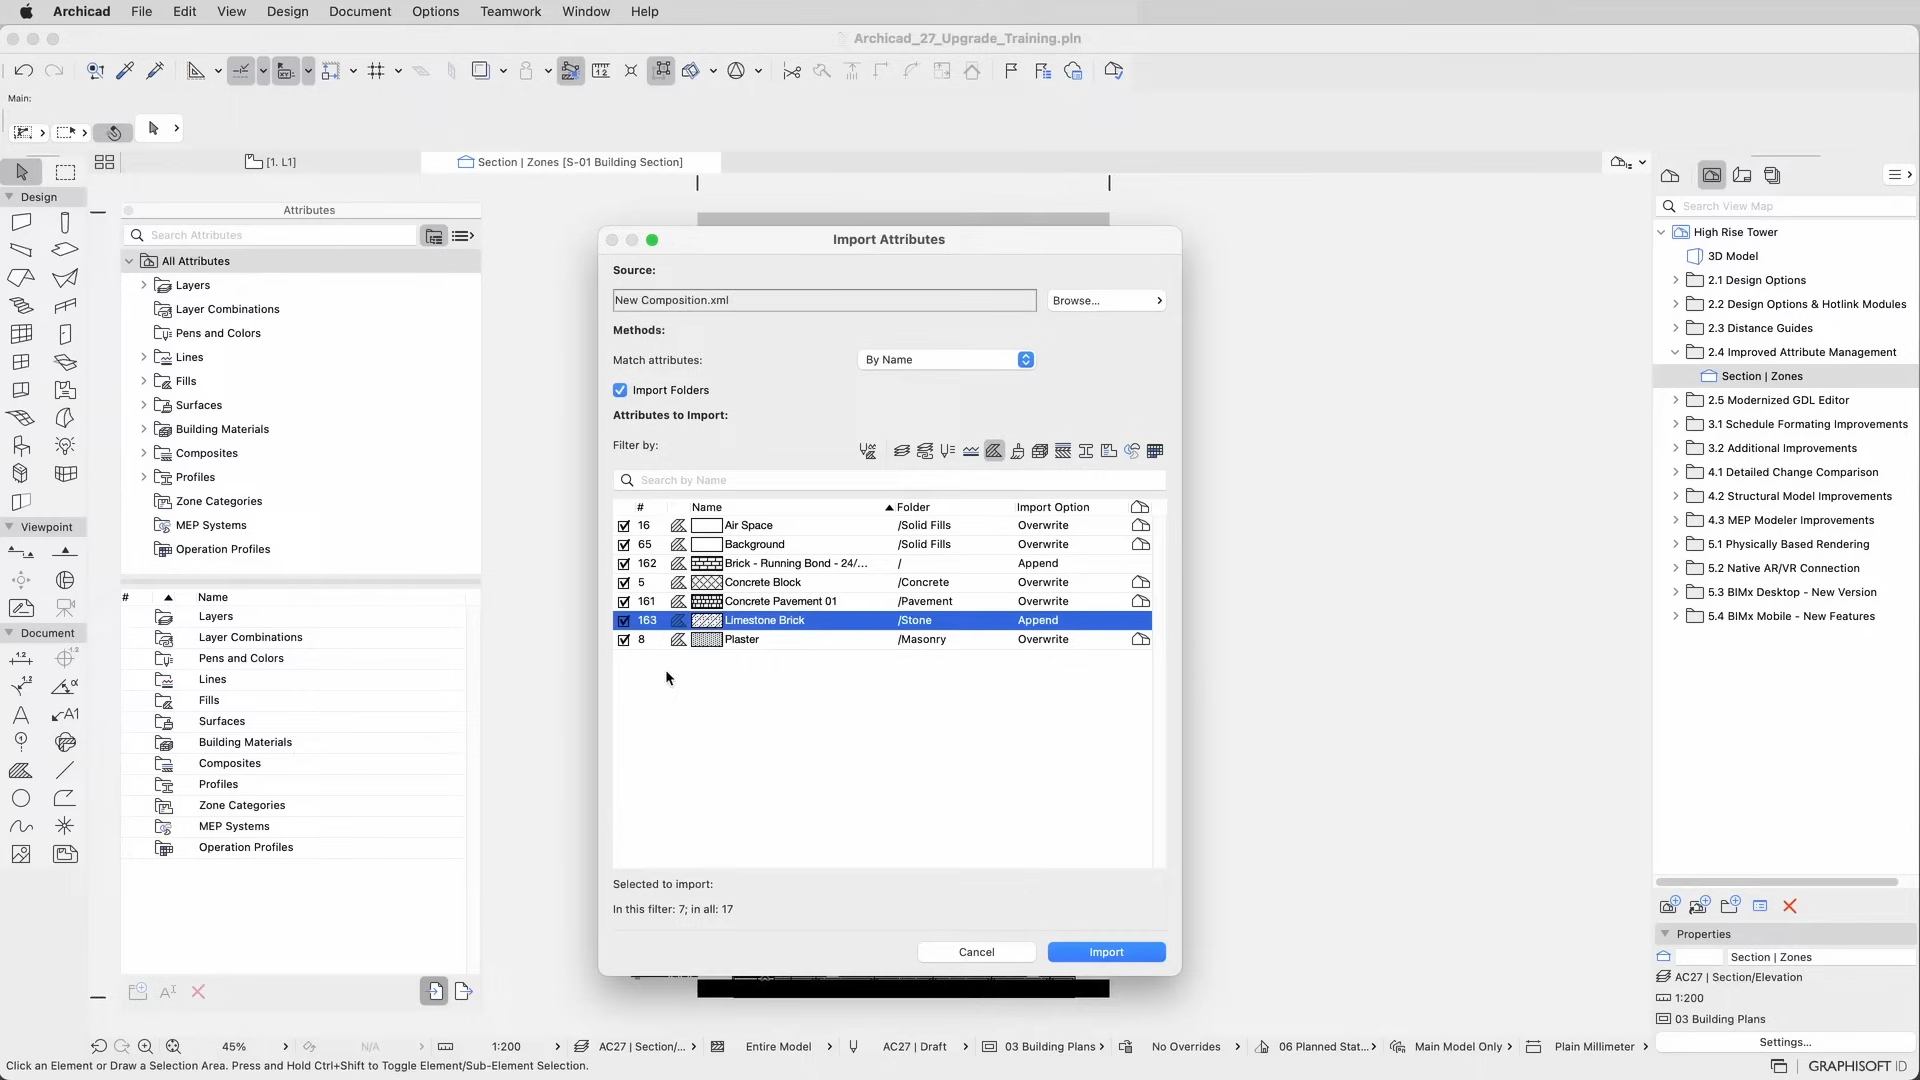 Archicad File Edit View Design Document Options Teamwork Window Help
Archicad_27_Upgrade_Training.pln
Main:
[1. L1]
Section | Zones [S-01 Building Section]
Design
Viewpoint
Document
Attributes
Search Attributes
All Attributes
Layers
Layer Combinations
Pens and Colors
Lines
Fills
Surfaces
Building Materials
Composites
Profiles
Zone Categories
MEP Systems
Operation Profiles
# Name
Layers
Layer Combinations
Pens and Colors
Lines
Fills
Surfaces
Building Materials
Composites
Profiles
Zone Categories
MEP Systems
Operation Profiles
Import Attributes
Source:
New Composition.xml Browse...
Methods:
Match attributes: By Name
Import Folders
Attributes to Import:
Filter by:
Search by Name
# Name Folder Import Option
16 Air Space /Solid Fills Overwrite
65 Background /Solid Fills Overwrite
162 Brick - Running Bond - 24/... / Append
5 Concrete Block /Concrete Overwrite
161 Concrete Pavement 01 /Pavement Overwrite
163 Limestone Brick /Stone Append
8 Plaster /Masonry Overwrite
Selected to import:
In this filter: 7; in all: 17
Cancel Import
Search View Map
High Rise Tower
3D Model
2.1 Design Options
2.2 Design Options & Hotlink Modules
2.3 Distance Guides
2.4 Improved Attribute Management
Section | Zones
2.5 Modernized GDL Editor
3.1 Schedule Formating Improvements
3.2 Additional Improvements
4.1 Detailed Change Comparison
4.2 Structural Model Improvements
4.3 MEP Modeler Improvements
5.1 Physically Based Rendering
5.2 Native AR/VR Connection
5.3 BIMx Desktop - New Version
5.4 BIMx Mobile - New Features
Properties
Section | Zones
AC27 | Section/Elevation
1:200
03 Building Plans
Settings...
45% N/A 1:200 AC27 | Section/... Entire Model AC27 | Draft 03 Building Plans No Overrides 06 Planned Stat... Main Model Only Plain Millimeter
Click an Element or Draw a Selection Area. Press and Hold Ctrl+Shift to Toggle Element/Sub-Element Selection.
GRAPHISOFT ID